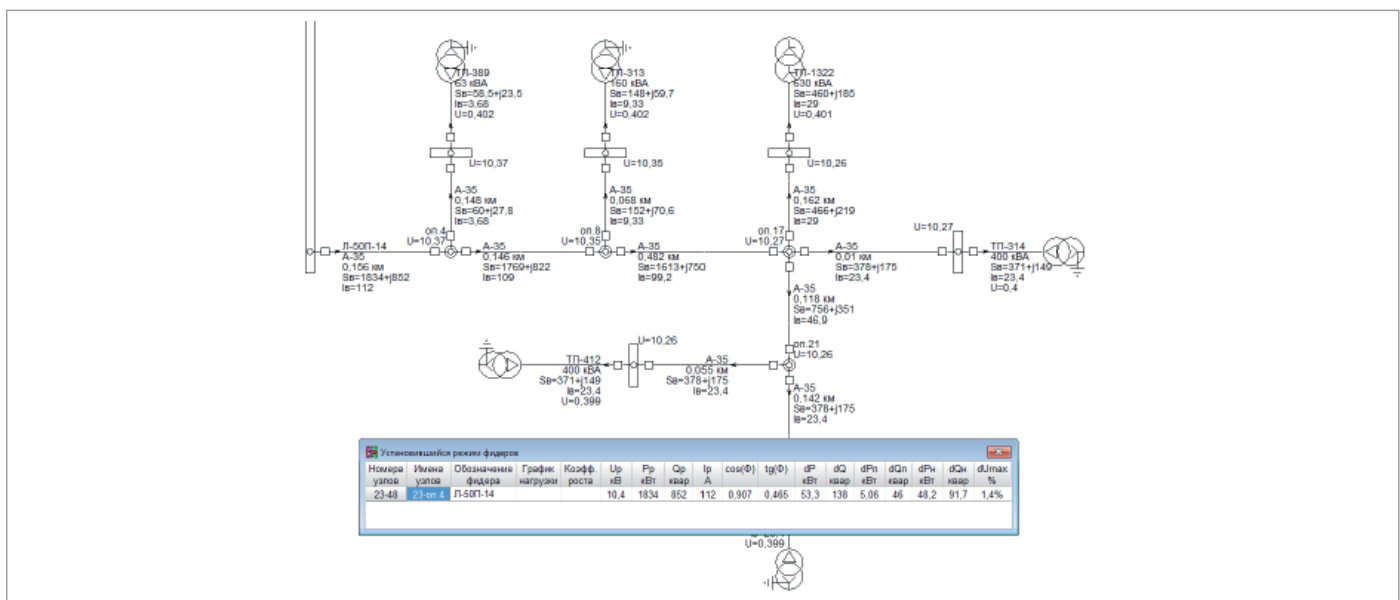 ТП-389
63 кВА
Sв=58,5+j23,5
Iв=3,68
U=0,402
ТП-313
160 кВА
Sв=148+j59,7
Iв=9,33
U=0,402
ТП-1322
630 кВА
Sв=460+j185
Iв=29
U=0,401
U=10,37
U=10,35
U=10,26
А-35
0,148 км
Sв=60+j27,8
Iв=3,68
А-35
0,068 км
Sв=152+j70,6
Iв=9,33
А-35
0,162 км
Sв=466+j219
Iв=29
оп.4
U=10,37
оп.8
U=10,35
оп.17
U=10,27
U=10,27
Л-50П-14
А-35
0,156 км
Sв=1834+j852
Iв=112
А-35
0,146 км
Sв=1769+j822
Iв=109
А-35
0,482 км
Sв=1613+j750
Iв=99,2
А-35
0,01 км
Sв=378+j175
Iв=23,4
ТП-314
400 кВА
Sв=371+j149
Iв=23,4
U=0,4
А-35
0,118 км
Sв=756+j351
Iв=46,9
U=10,26
оп.21
U=10,26
ТП-412
400 кВА
Sв=371+j149
Iв=23,4
U=0,399
А-35
0,055 км
Sв=378+j175
Iв=23,4
А-35
0,142 км
Sв=378+j175
Iв=23,4
Установившийся режим фидеров
Номера узлов Имена узлов Обозначение фидера График нагрузки Коэфф. роста Uр кВ Pр кВт Qр квар Iр А cos(Ф) tg(Ф) dP кВт dQ квар dPл кВт dQл квар dPн кВт dQн квар dUmax %
23-48 23-оп.4 Л-50П-14 10,4 1834 852 112 0,907 0,465 53,3 138 5,06 46 48,2 91,7 1,4%
U=0,399